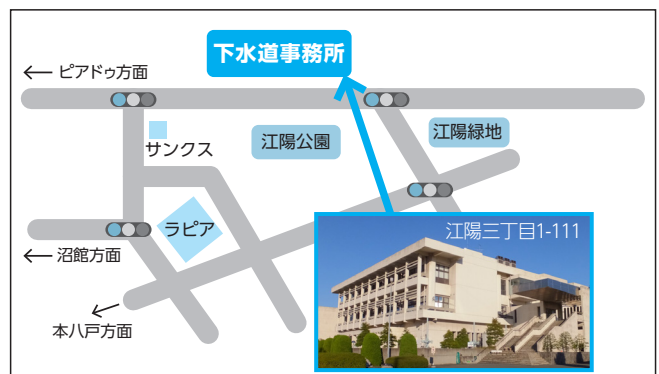 下水道事務所
← ピアドゥ方面
サンクス
江陽公園
江陽緑地
ラピア
← 沼館方面
←
本八戸方面
江陽三丁目1-111